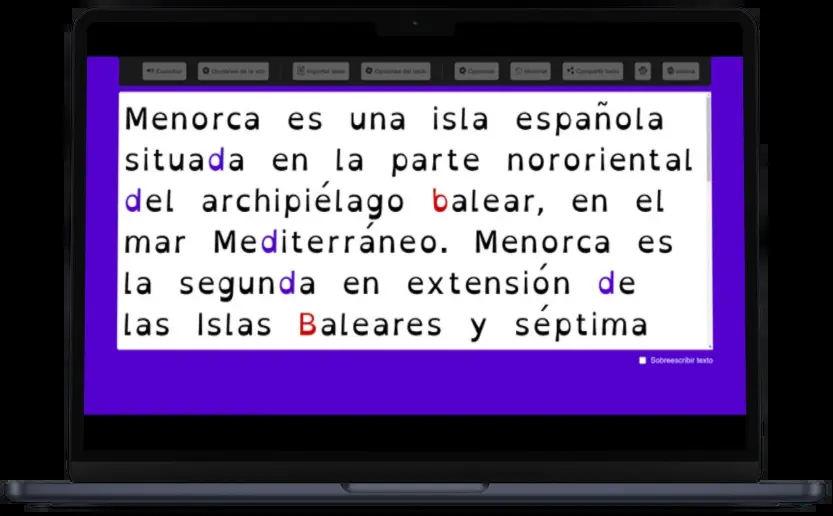 Escuchar Opciones de la voz Importar texto Opciones del texto Opciones Historial Compartir texto
Menorca es una isla española
situada en la parte nororiental
del archipiélago balear, en el
mar Mediterráneo. Menorca es
la segunda en extensión de
las Islas Baleares y séptima
Sobreescribir texto